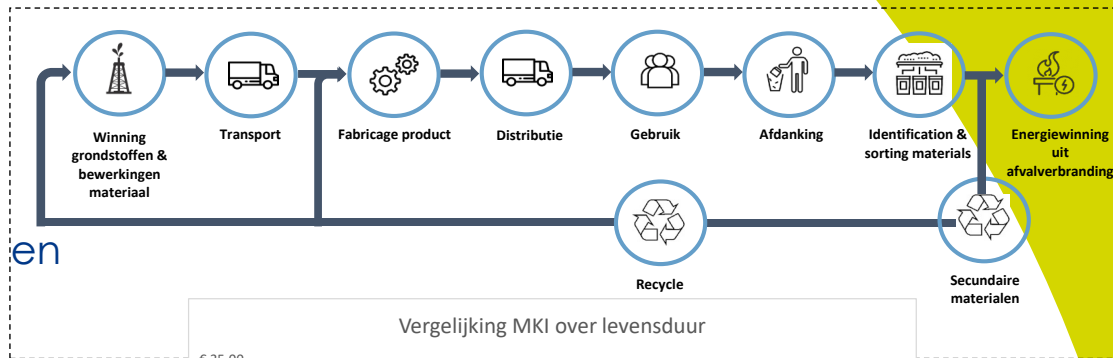 Winning
grondstoffen &
bewerkingen
materiaal
Transport
Fabricage product
Distributie
Gebruik
Afdanking
Identification &
sorting materials
Energiewinning
uit
afvalverbranding
en
Recycle
Secundaire
materialen
Vergelijking MKI over levensduur